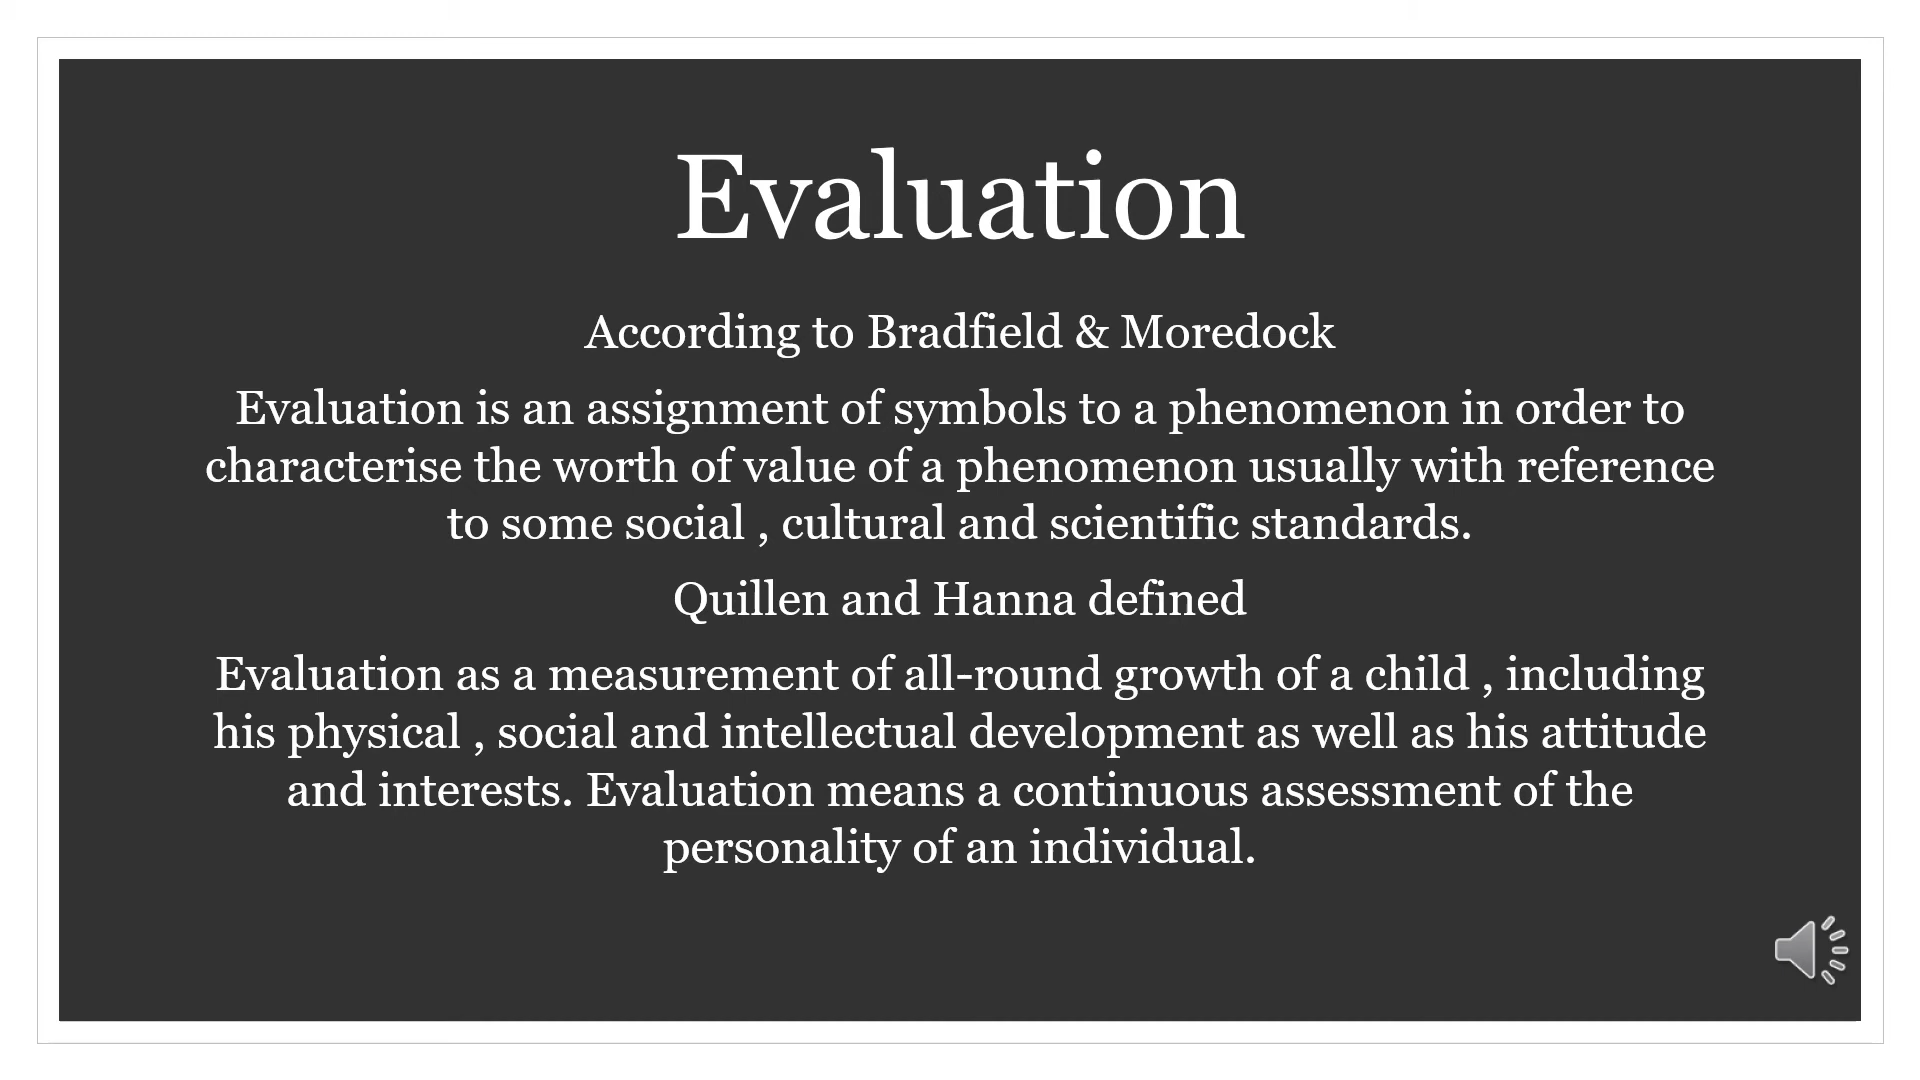 Evaluation
According to Bradfield & Moredock
Evaluation is an assignment of symbols to a phenomenon in order to
characterise the worth of value of a phenomenon usually with reference
to some social , cultural and scientific standards.
Quillen and Hanna defined
Evaluation as a measurement of all-round growth of a child , including
his physical , social and intellectual development as well as his attitude
and interests. Evaluation means a continuous assessment of the
personality of an individual.